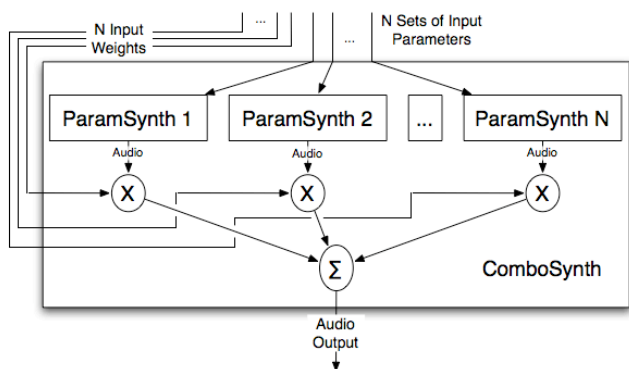 ...
N Input
Weights
...
N Sets of Input
Parameters
ParamSynth 1
ParamSynth 2
...
ParamSynth N
Audio
Audio
Audio
X
X
X
Σ
ComboSynth
Audio
Output